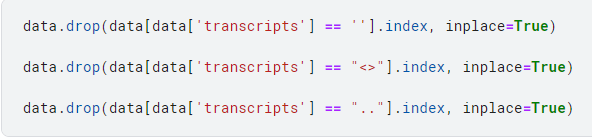 data.drop(data[data['transcripts'] == ''].index, inplace=True)
data.drop(data[data['transcripts'] == "<>"].index, inplace=True)
data.drop(data[data['transcripts'] == ".."].index, inplace=True)